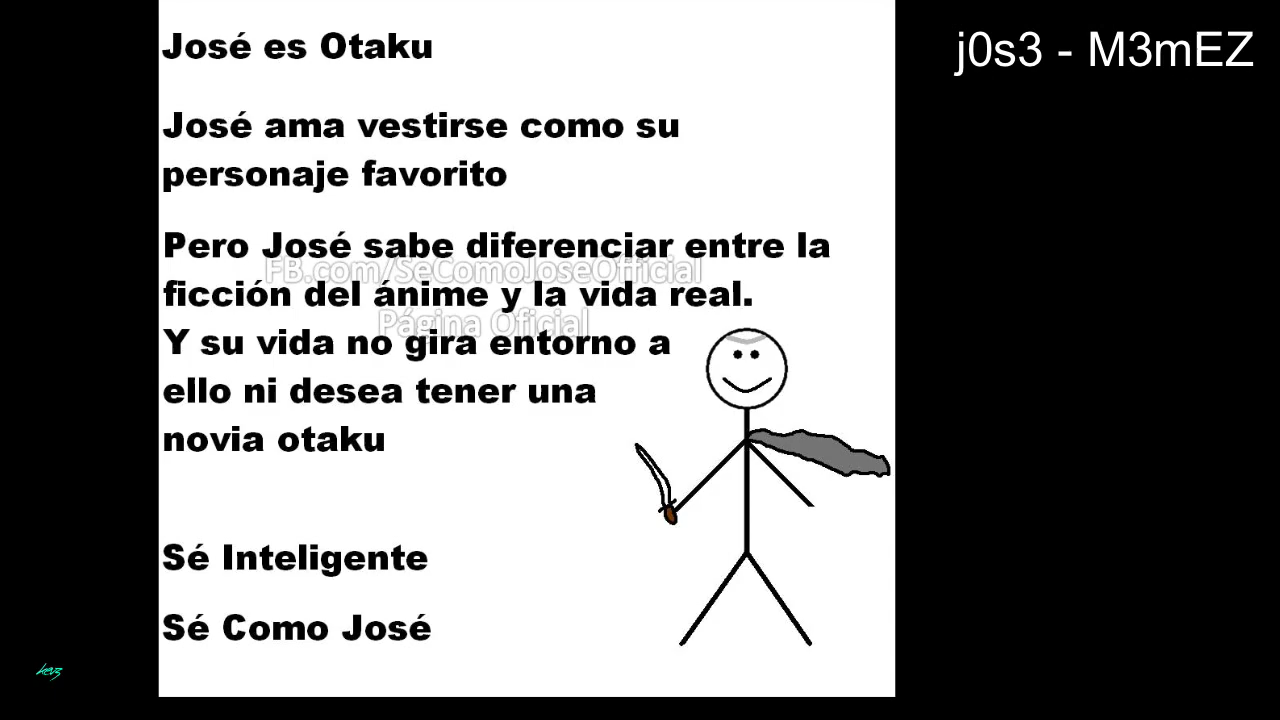 José es Otaku
j0s3 - M3mEZ
José ama vestirse como su
personaje favorito
Pero José sabe diferenciar entre la
FB.com/SeComoJoseOfficial
ficción del ánime y la vida real.
Página Oficial
Y su vida no gira entorno a
ello ni desea tener una
novia otaku
Sé Inteligente
Sé Como José